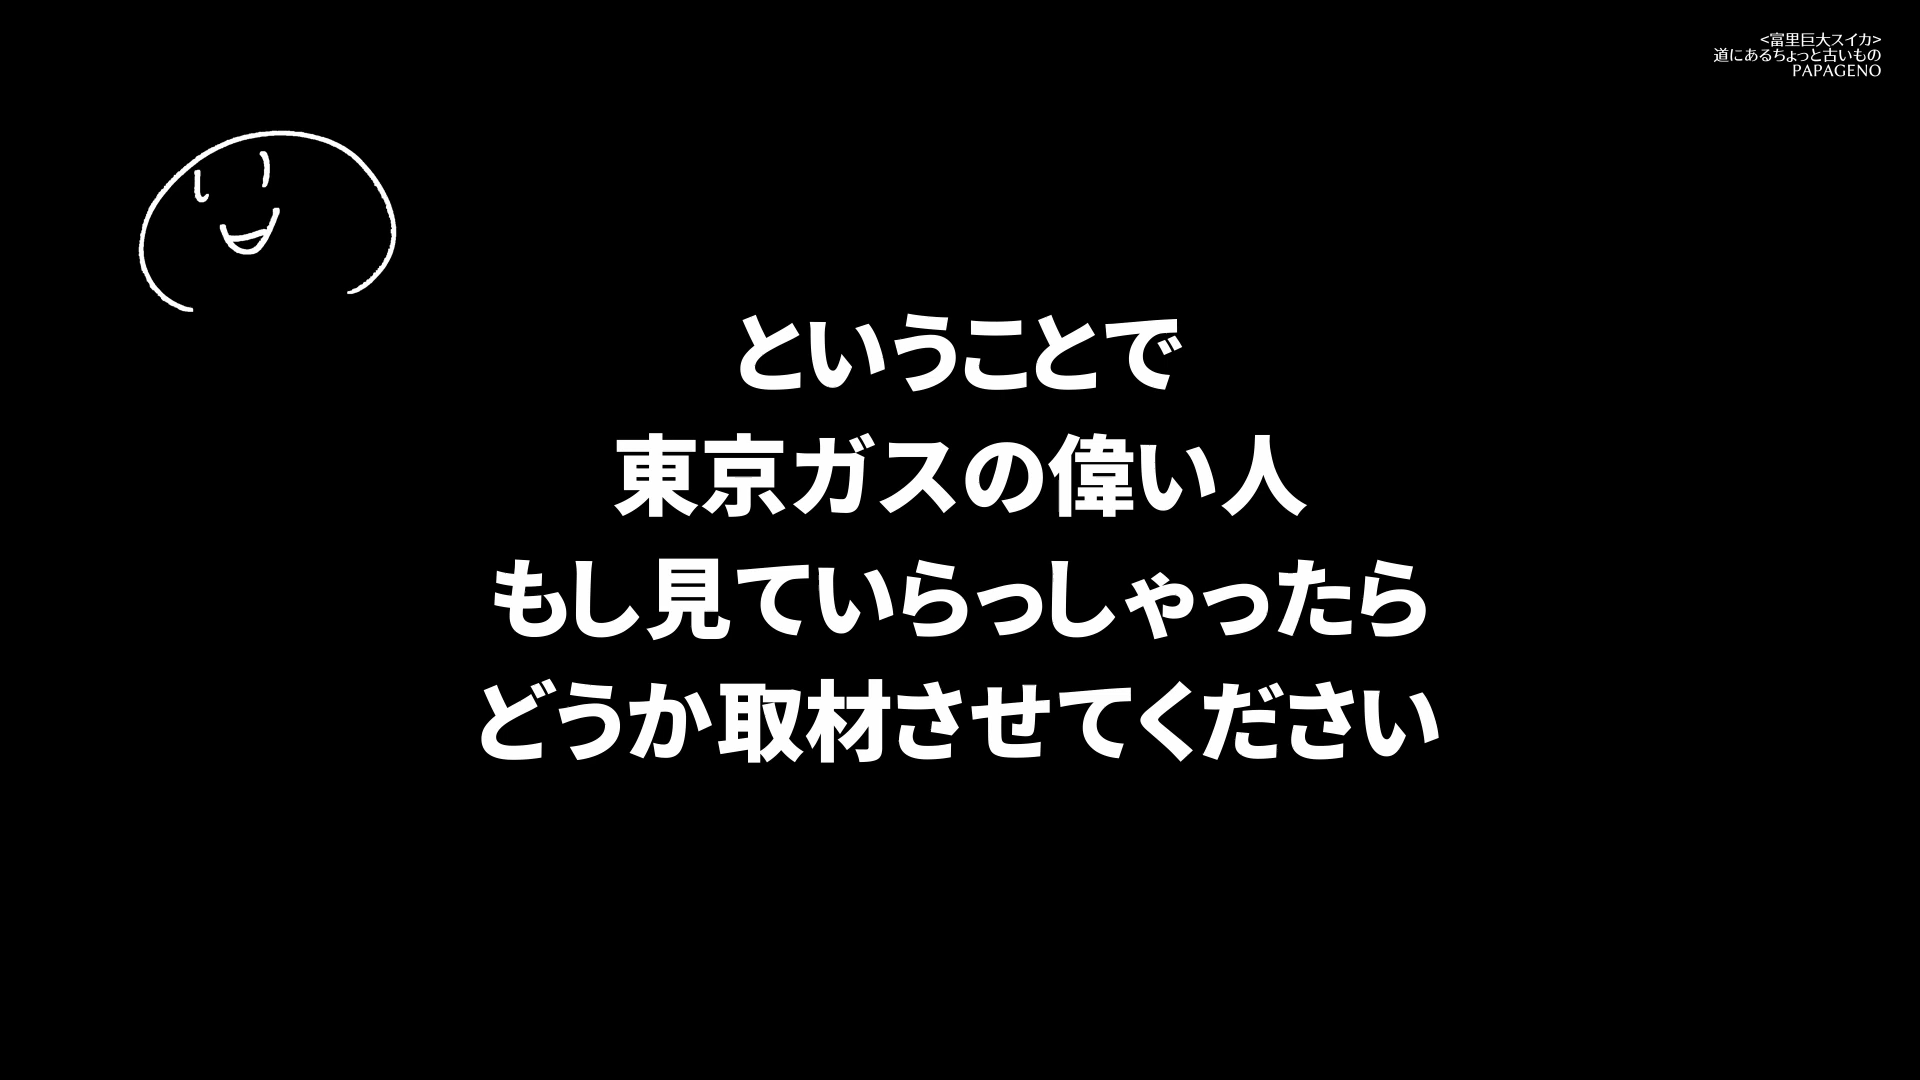 <富里巨大スイカ>
道にあるちょっと古いもの
PAPAGENO
ということで
東京ガスの偉い人
もし見ていらっしゃったら
どうか取材させてください